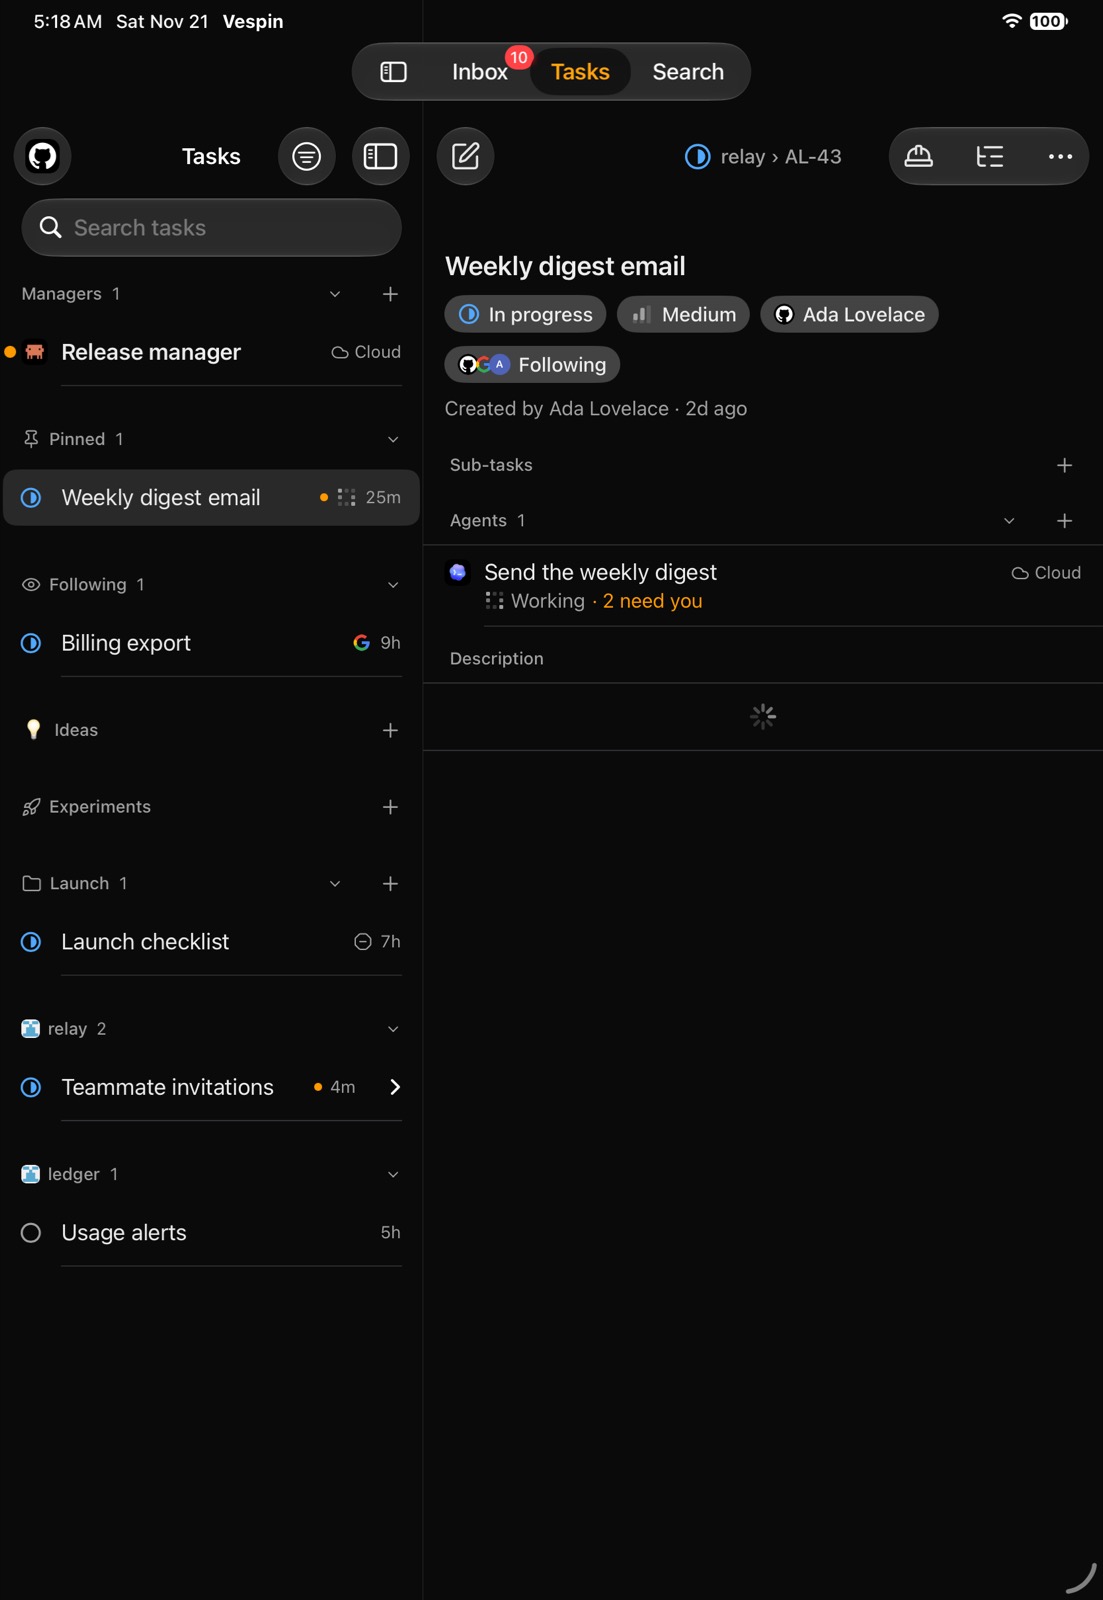 5:18 AM Sat Nov 21 Vespin
100
Inbox 10 Tasks Search
Tasks
Search tasks
Managers 1
Release manager Cloud
Pinned 1
Weekly digest email 25m
Following 1
Billing export 9h
Ideas
Experiments
Launch 1
Launch checklist 7h
relay 2
Teammate invitations 4m
ledger 1
Usage alerts 5h
relay › AL-43
Weekly digest email
In progress Medium Ada Lovelace
A Following
Created by Ada Lovelace · 2d ago
Sub-tasks
Agents 1
Send the weekly digest Cloud
Working · 2 need you
Description